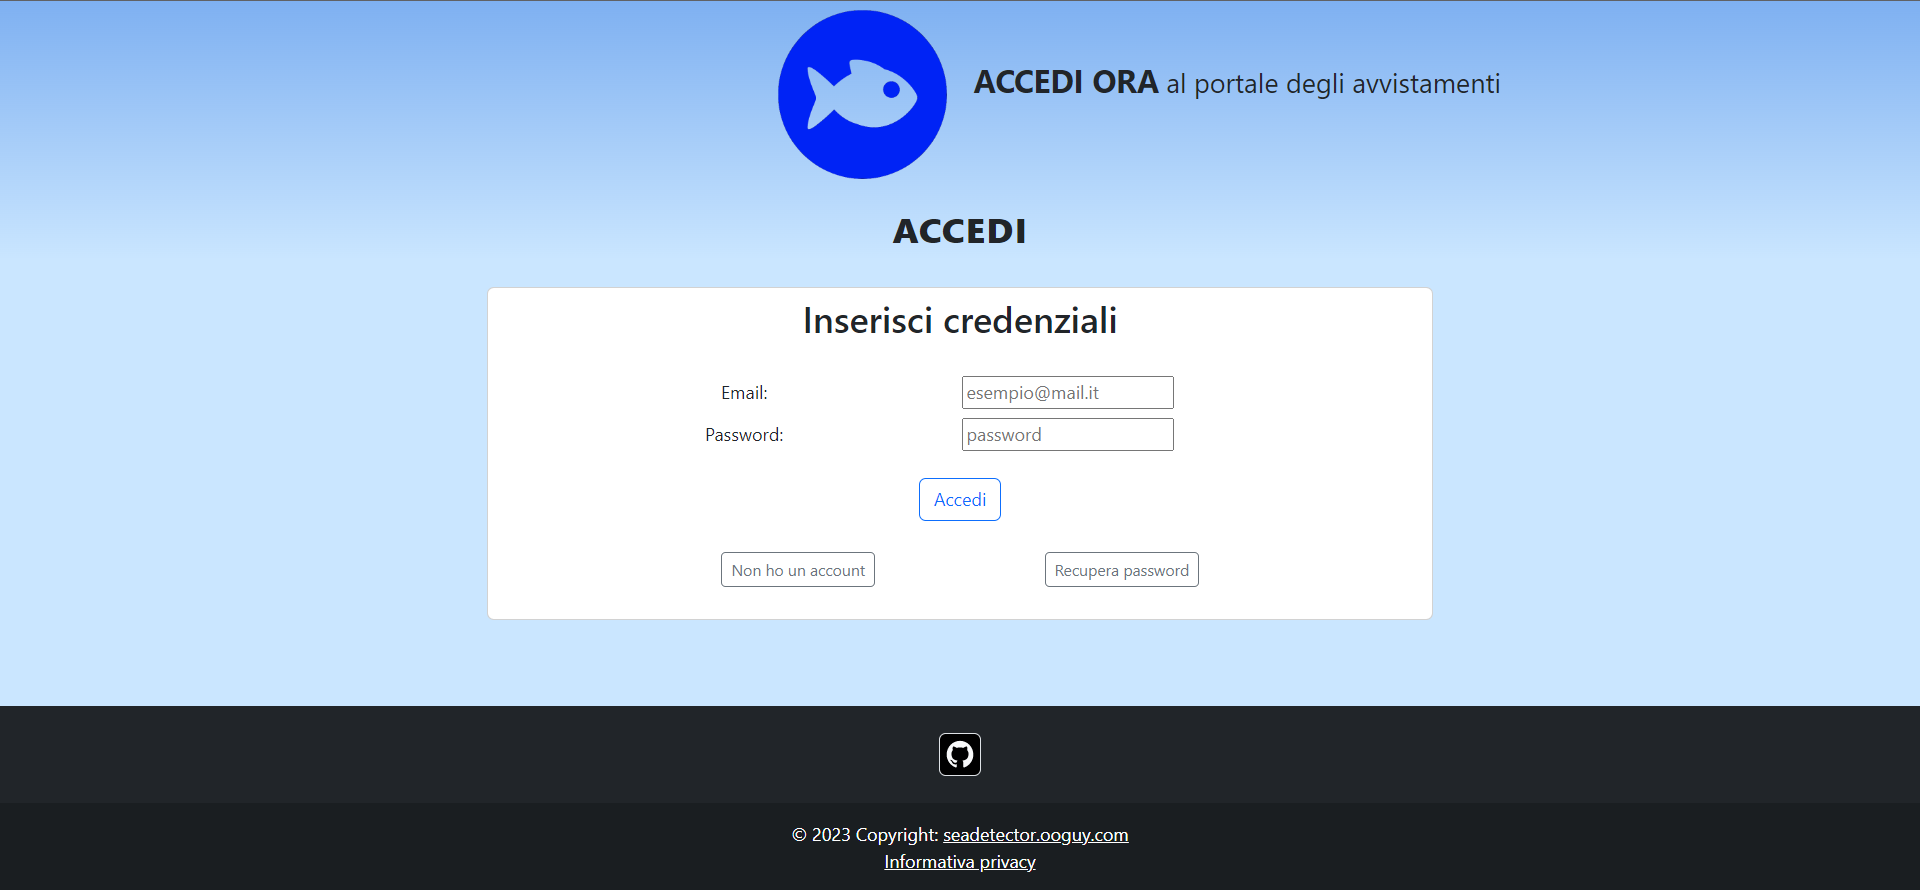 ACCEDI ORA al portale degli avvistamenti
ACCEDI
Inserisci credenziali
Email: esempio@mail.it
Password: password
Accedi
Non ho un account Recupera password
© 2023 Copyright: seadetector.ooguy.com
Informativa privacy